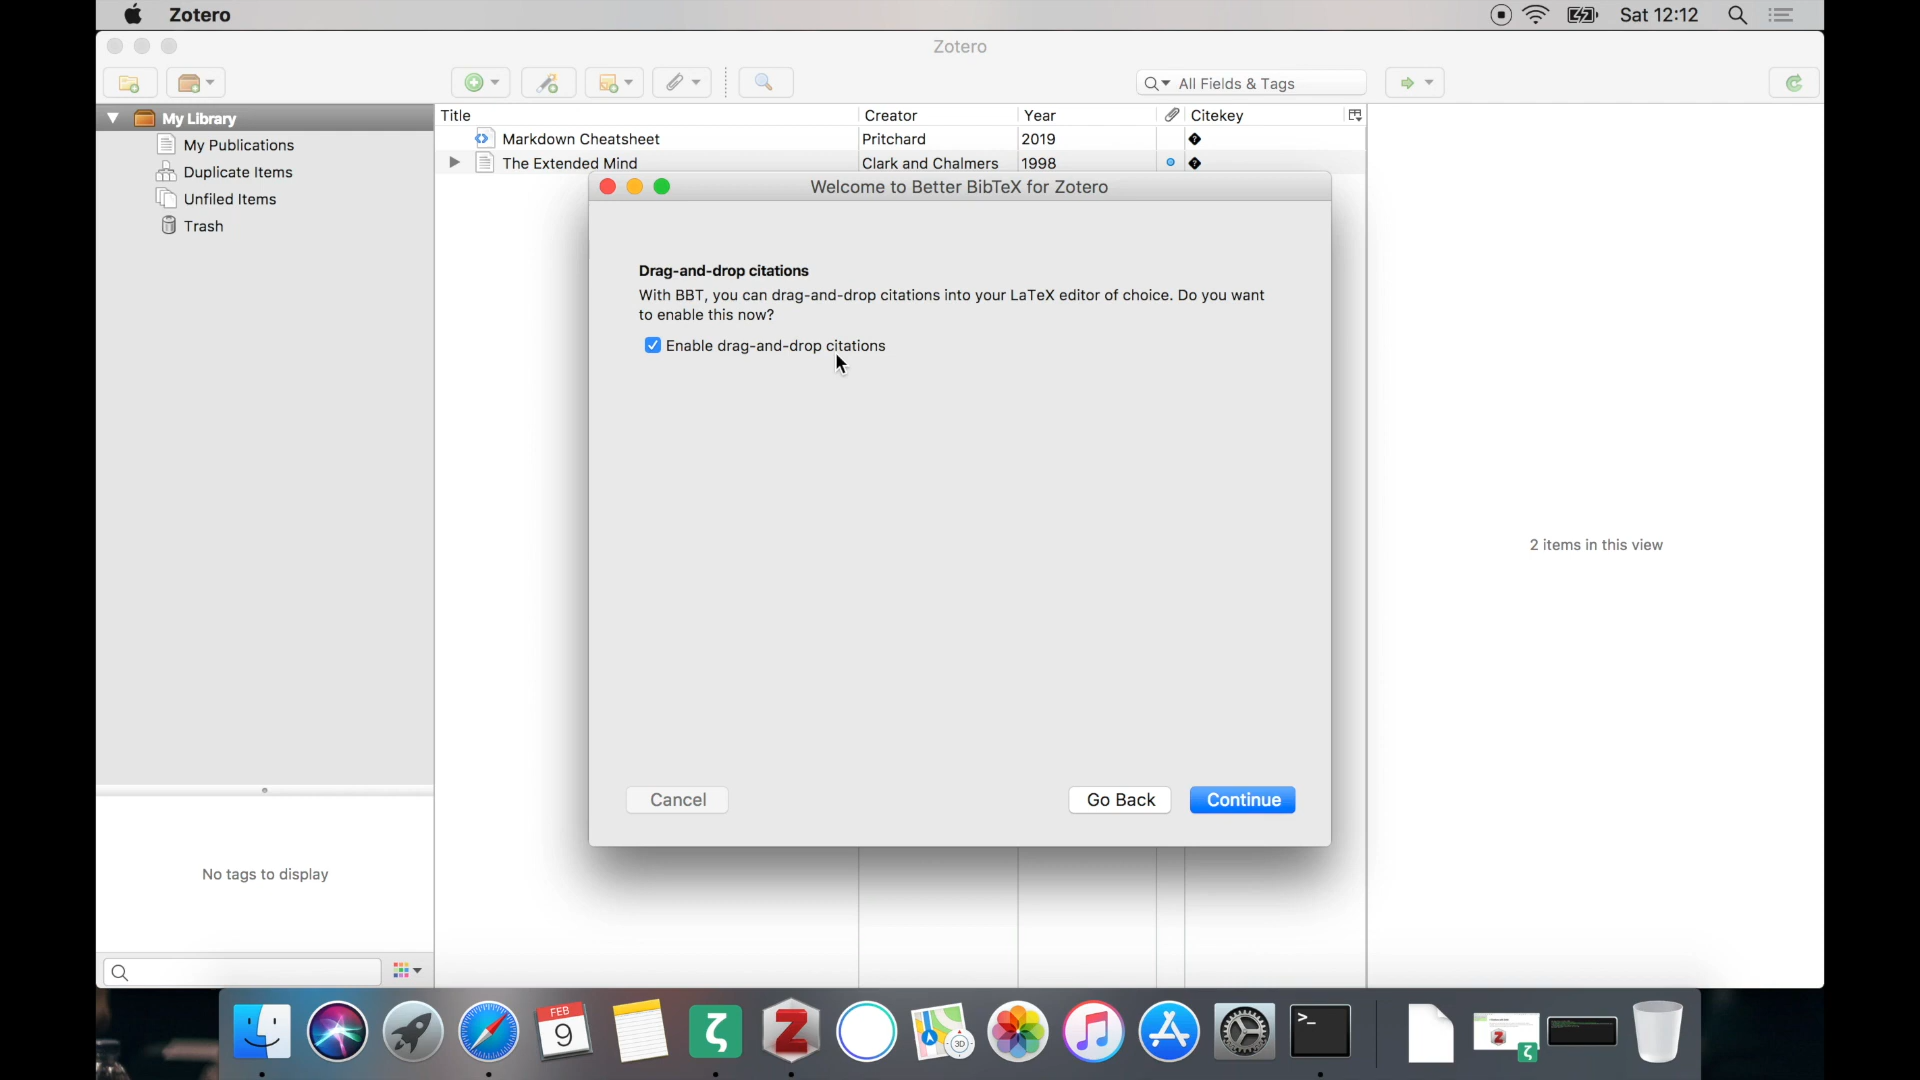 Zotero
Sat 12:12
Zotero
All Fields & Tags
My Library
My Publications
Duplicate Items
Unfiled Items
Trash
Title Creator Year Citekey
Markdown Cheatsheet Pritchard 2019
The Extended Mind Clark and Chalmers 1998
Welcome to Better BibTeX for Zotero
Drag-and-drop citations
With BBT, you can drag-and-drop citations into your LaTeX editor of choice. Do you want
to enable this now?
Enable drag-and-drop citations
Cancel
Go Back
Continue
2 items in this view
No tags to display
FEB
9
ζ
Z
3D
>_
Z
ζ